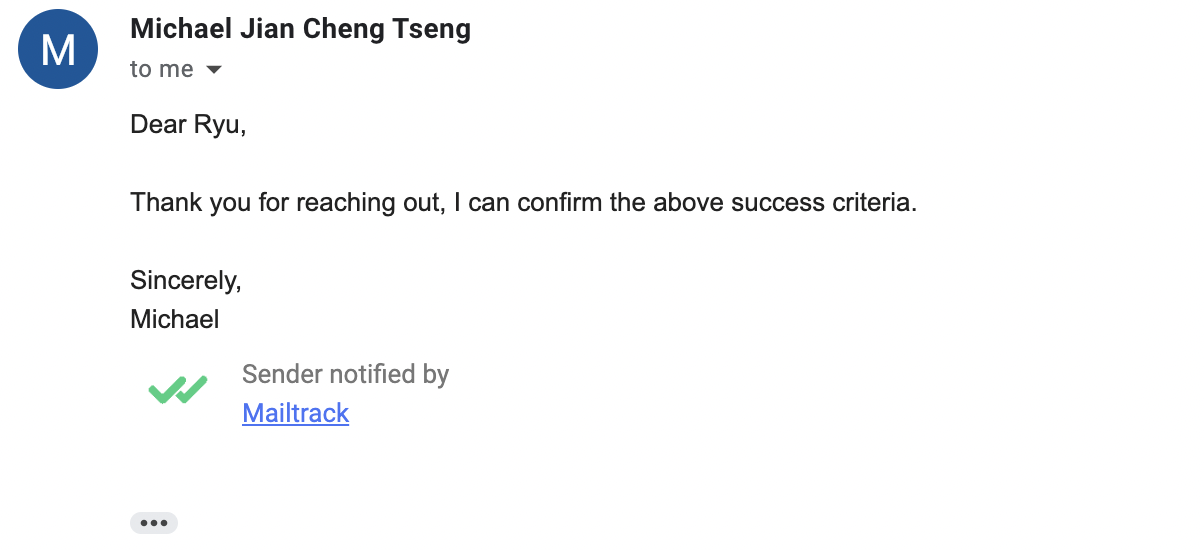 M
Michael Jian Cheng Tseng
to me
Dear Ryu,
Thank you for reaching out, I can confirm the above success criteria.
Sincerely,
Michael
Sender notified by
Mailtrack